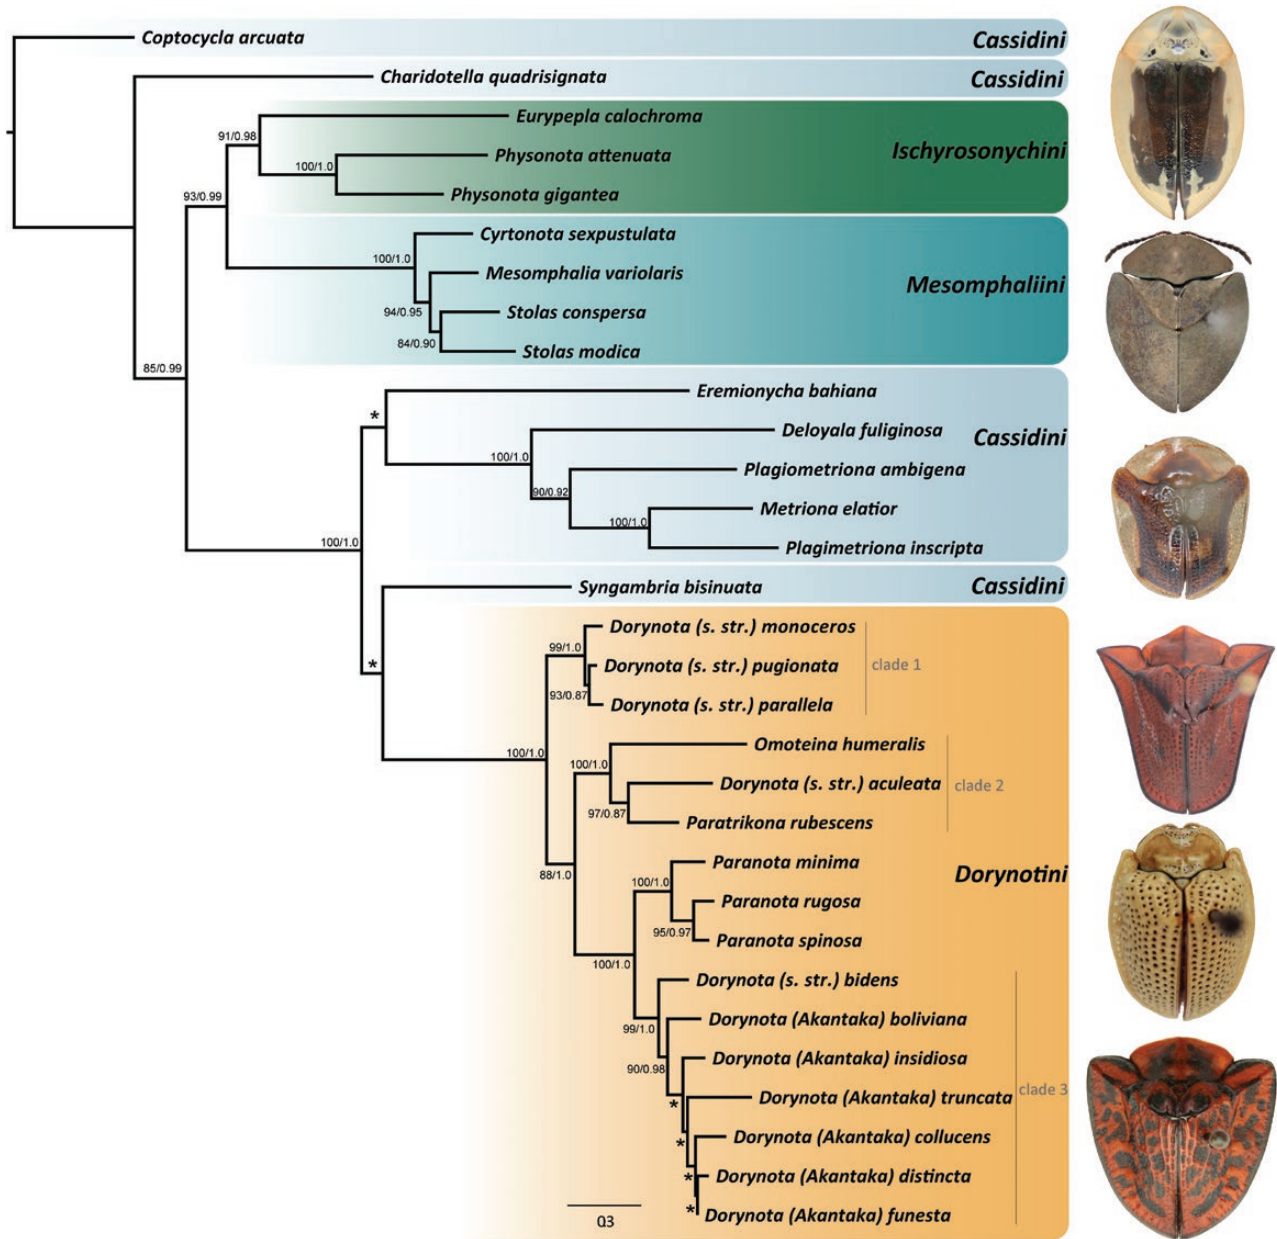 Coptocycla arcuata
Cassidini
Charidotella quadrisignata
Cassidini
Eurypepla calochroma
91/0.98
Ischyrosonychini
Physonota attenuata
100/1.0
Physonota gigantea
93/0.99
Cyrtonota sexpustulata
100/1.0
Mesomphalia variolaris
Mesomphaliini
94/0.95
Stolas conspersa
84/0.90
Stolas modica
85/0.99
Eremionycha bahiana
*
Deloyala fuliginosa
Cassidini
100/1.0
Plagiometriona ambigena
90/0.92
Metriona elatior
100/1.0
Plagimetriona inscripta
100/1.0
Syngambria bisinuata
Cassidini
Dorynota (s. str.) monoceros
99/1.0
*
Dorynota (s. str.) pugionata
clade 1
93/0.87
Dorynota (s. str.) parallela
Omoteina humeralis
100/1.0
100/1.0
Dorynota (s. str.) aculeata
clade 2
97/0.87
Paratrikona rubescens
Paranota minima
88/1.0
Dorynotini
100/1.0
Paranota rugosa
95/0.97
Paranota spinosa
100/1.0
Dorynota (s. str.) bidens
Dorynota (Akantaka) boliviana
99/1.0
Dorynota (Akantaka) insidiosa
90/0.98
clade 3
Dorynota (Akantaka) truncata
*
Dorynota (Akantaka) collucens
*
Dorynota (Akantaka) distincta
*
Dorynota (Akantaka) funesta
*
03